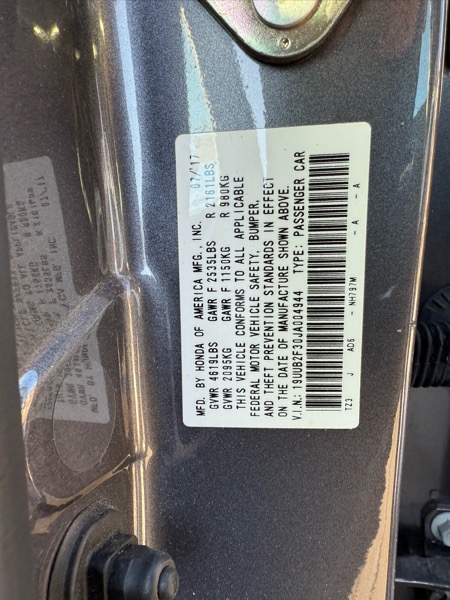 MFD. BY HONDA OF AMERICA MFG., INC. 07/17
GVWR 4619LBS GAWR F 2535LBS R 2161LBS
GVWR 2095KG GAWR F 1150KG R 980KG
THIS VEHICLE CONFORMS TO ALL APPLICABLE
FEDERAL MOTOR VEHICLE SAFETY, BUMPER,
AND THEFT PREVENTION STANDARDS IN EFFECT
ON THE DATE OF MANUFACTURE SHOWN ABOVE.
V.I.N.: 19UUB2F30JA004944 TYPE: PASSENGER CAR
TZ3 J AD6 - NH797M - A - A